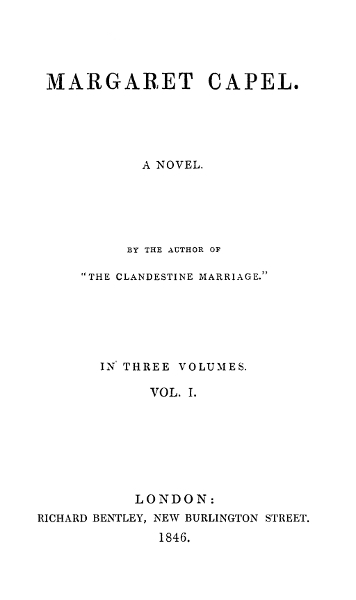 MARGARET CAPEL.
A NOVEL.
BY THE AUTHOR OF
"THE CLANDESTINE MARRIAGE."
IN THREE VOLUMES.
VOL. I.
LONDON:
RICHARD BENTLEY, NEW BURLINGTON STREET.
1846.